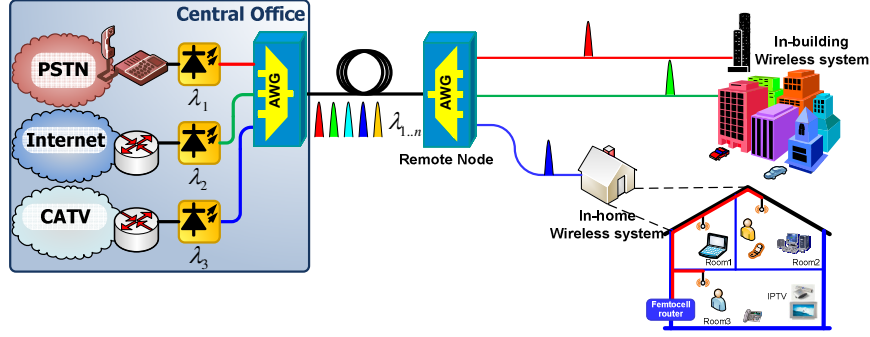 Central Office
PSTN
λ1
AWG
Internet
λ2
CATV
λ3
λ1..n
AWG
Remote Node
In-building
Wireless system
In-home
Wireless system
Room1
Room2
Femtocell
router
Room3
IPTV